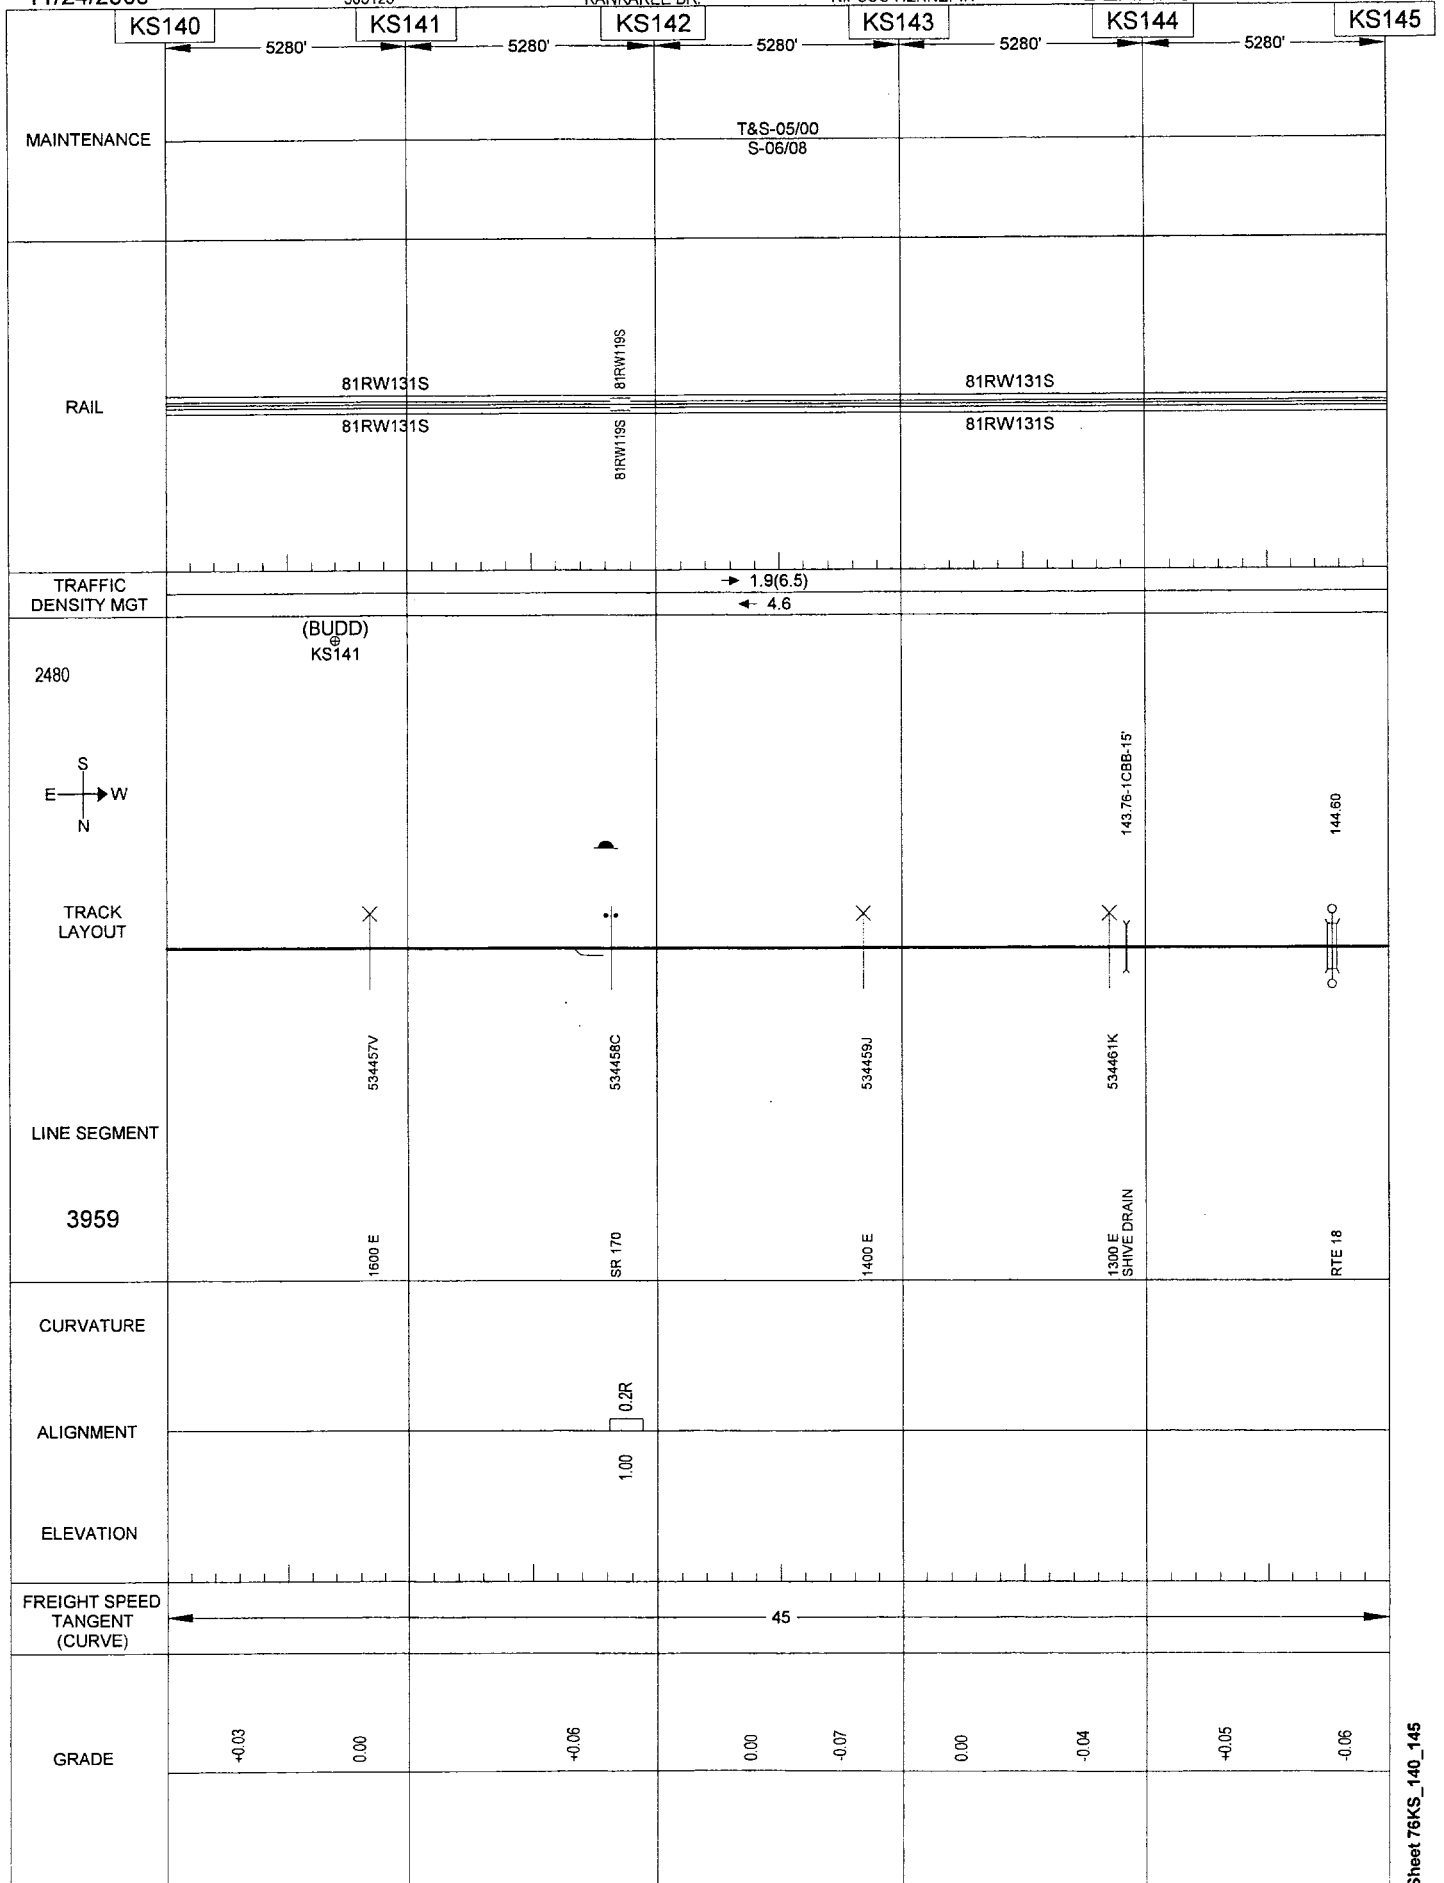 KS140 KS141 KS142 KS143 KS144 KS145
5280' 5280' 5280' 5280' 5280'
MAINTENANCE
T&S-05/00
S-06/08
RAIL
81RW131S 81RW119S 81RW131S
81RW131S 81RW119S 81RW131S
TRAFFIC
DENSITY MGT
1.9(6.5)
4.6
(BUDD)
KS141
2480
S
E W
N
143.76-1CBB-15'
144.60
TRACK
LAYOUT
534457V 534458C 534459J 534461K
LINE SEGMENT
3959
1600 E
SR 170
1400 E
1300 E
SHIVE DRAIN
RTE 18
CURVATURE
0.2R
ALIGNMENT
1.00
ELEVATION
FREIGHT SPEED
TANGENT
(CURVE)
45
GRADE
+0.03 0.00 +0.06 0.00 -0.07 0.00 -0.04 +0.05 -0.06
Sheet 76KS_140_145